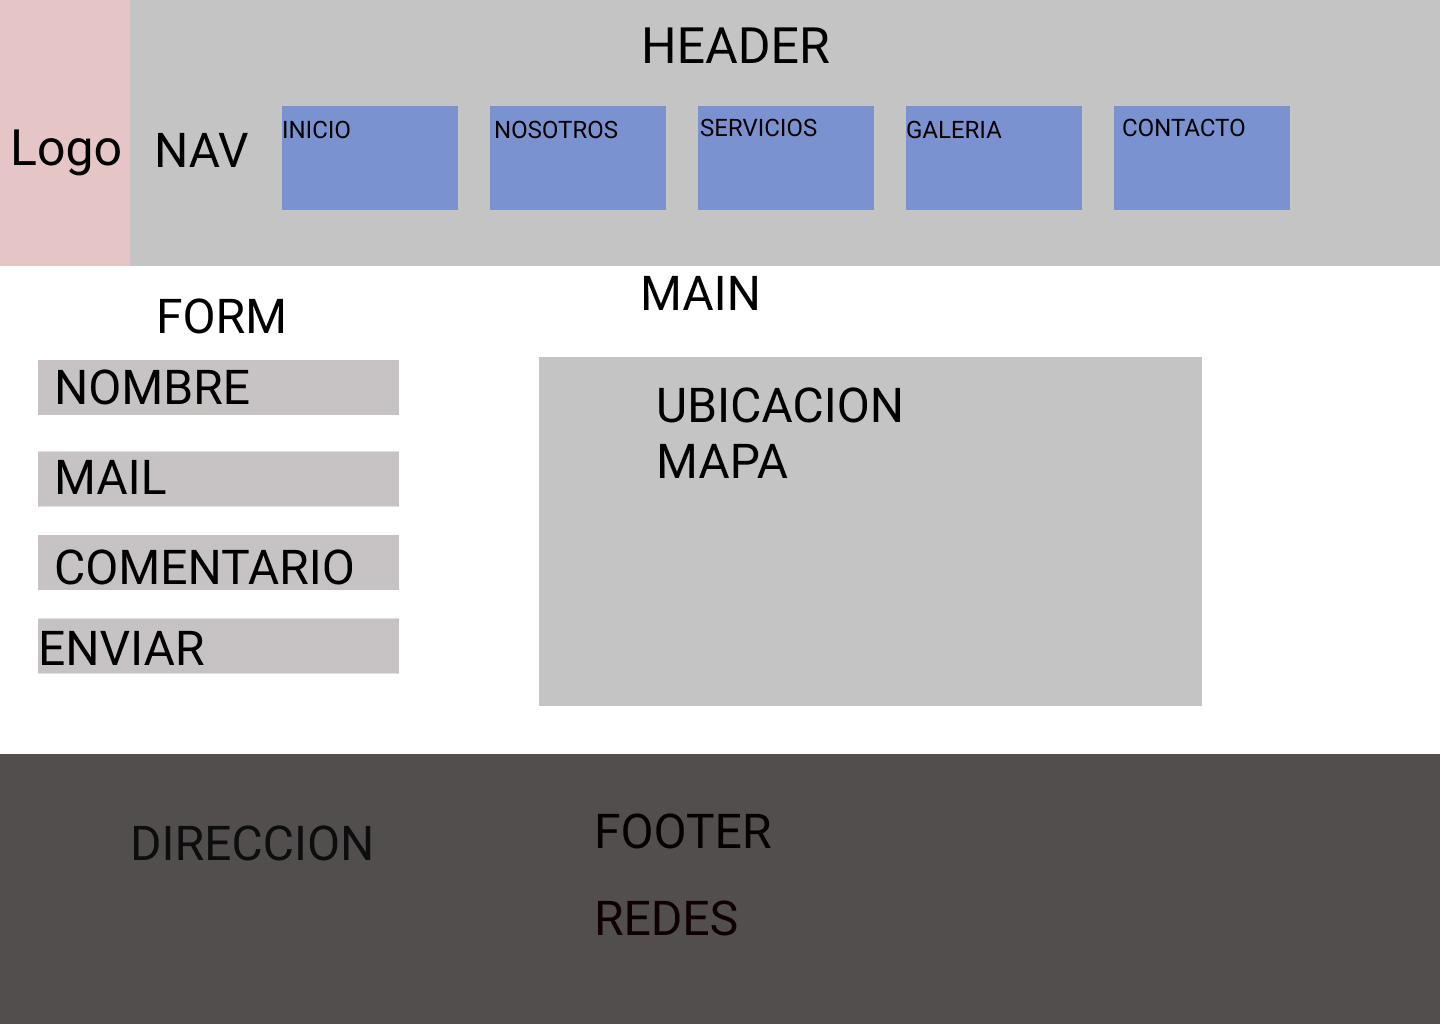 HEADER
Logo
NAV
INICIO
NOSOTROS
SERVICIOS
GALERIA
CONTACTO
MAIN
FORM
NOMBRE
MAIL
COMENTARIO
ENVIAR
UBICACION
MAPA
DIRECCION
FOOTER
REDES